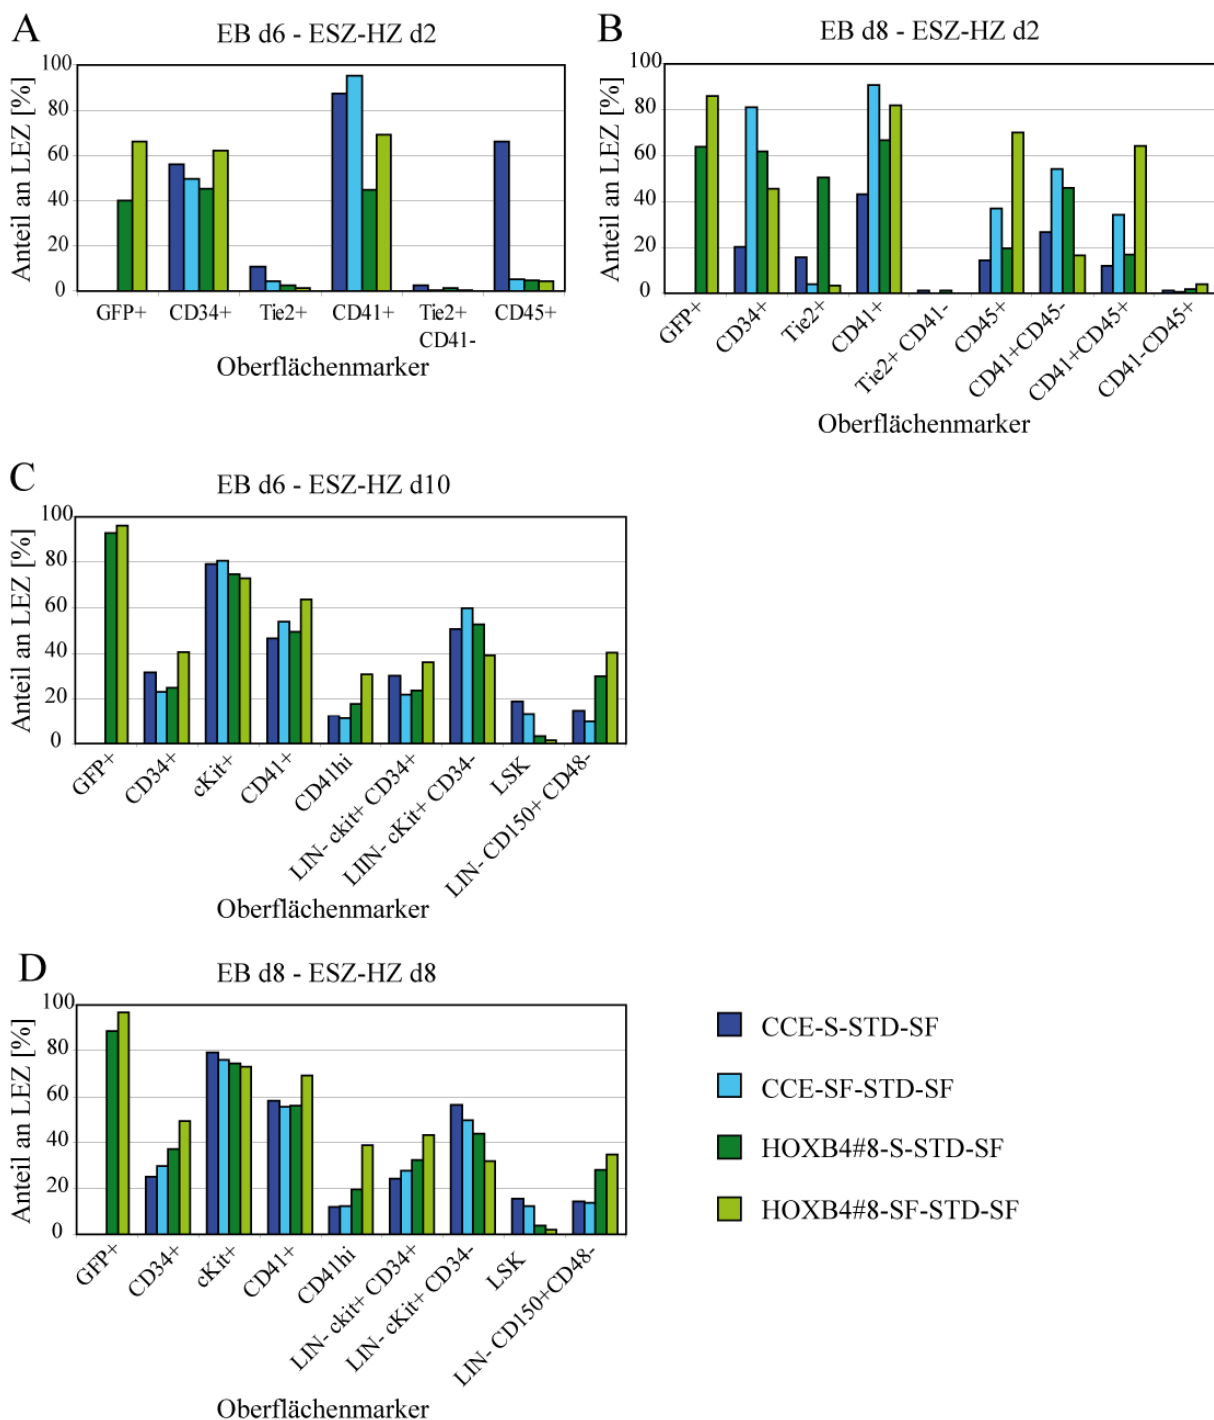 A
EB d6 - ESZ-HZ d2
Anteil an LEZ [%]
100
80
60
40
20
0
GFP+ CD34+ Tie2+ CD41+ Tie2+ CD45+
CD41-
Oberflächenmarker
B
EB d8 - ESZ-HZ d2
Anteil an LEZ [%]
100
80
60
40
20
0
GFP+
CD34+
Tie2+
CD41+
Tie2+ CD41-
CD45+
CD41+CD45-
CD41+CD45+
CD41-CD45+
Oberflächenmarker
C
EB d6 - ESZ-HZ d10
Anteil an LEZ [%]
100
80
60
40
20
0
GFP+
CD34+
cKit+
CD41+
CD41hi
LIN- ckit+ CD34+
LIIN- cKit+ CD34-
LSK
LIN- CD150+ CD48-
Oberflächenmarker
D
EB d8 - ESZ-HZ d8
Anteil an LEZ [%]
100
80
60
40
20
0
GFP+
CD34+
cKit+
CD41+
CD41hi
LIN- ckit+ CD34+
LIN- cKit+ CD34-
LSK
LIN- CD150+CD48-
Oberflächenmarker
CCE-S-STD-SF
CCE-SF-STD-SF
HOXB4#8-S-STD-SF
HOXB4#8-SF-STD-SF